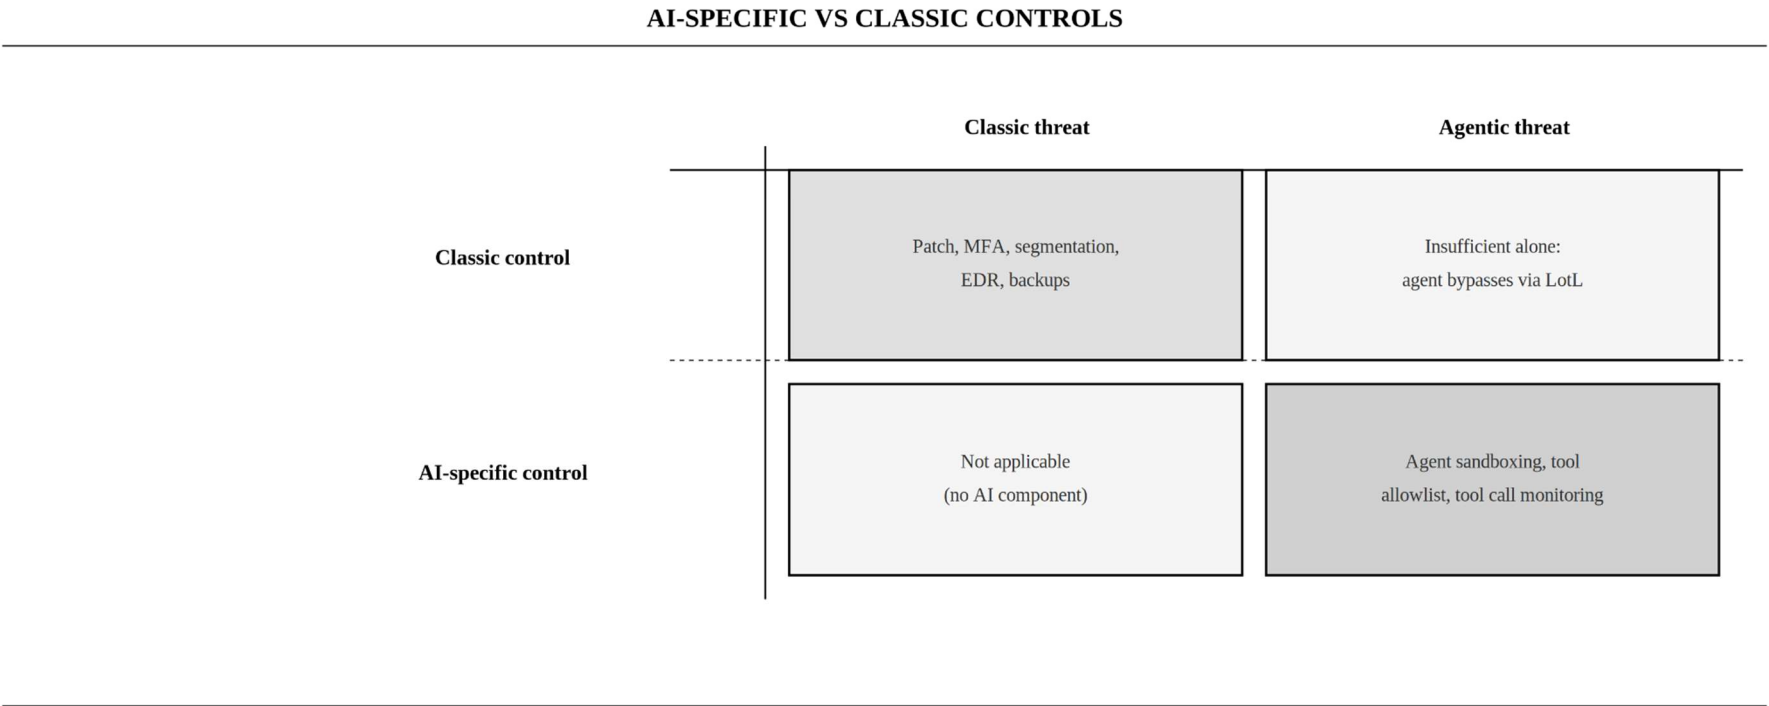 AI-SPECIFIC VS CLASSIC CONTROLS
Classic threat
Agentic threat
Classic control
Patch, MFA, segmentation,
EDR, backups
Insufficient alone:
agent bypasses via LotL
AI-specific control
Not applicable
(no AI component)
Agent sandboxing, tool
allowlist, tool call monitoring